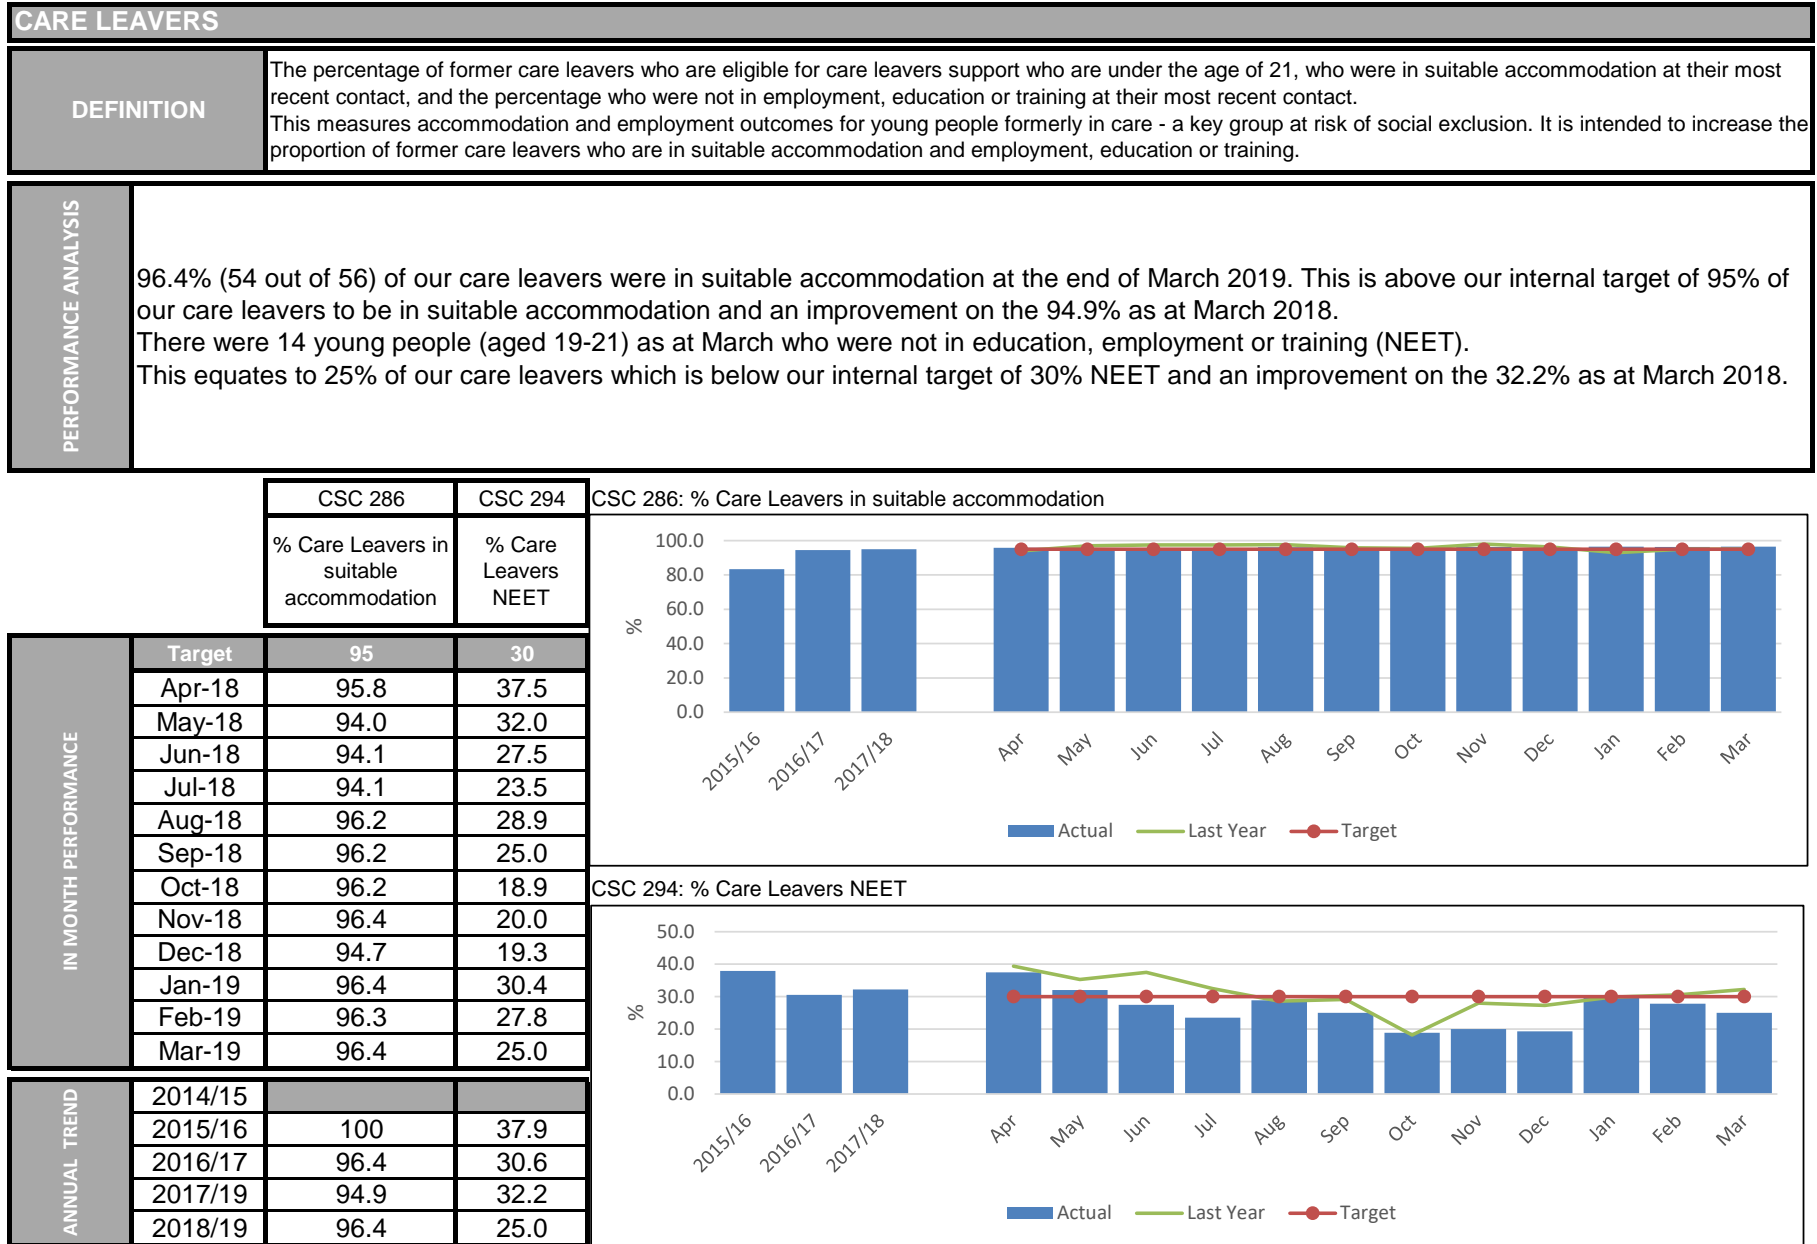 CARE LEAVERS
DEFINITION
The percentage of former care leavers who are eligible for care leavers support who are under the age of 21, who were in suitable accommodation at their most
recent contact, and the percentage who were not in employment, education or training at their most recent contact.
This measures accommodation and employment outcomes for young people formerly in care - a key group at risk of social exclusion. It is intended to increase the
proportion of former care leavers who are in suitable accommodation and employment, education or training.
PERFORMANCE ANALYSIS
96.4% (54 out of 56) of our care leavers were in suitable accommodation at the end of March 2019. This is above our internal target of 95% of
our care leavers to be in suitable accommodation and an improvement on the 94.9% as at March 2018.
There were 14 young people (aged 19-21) as at March who were not in education, employment or training (NEET).
This equates to 25% of our care leavers which is below our internal target of 30% NEET and an improvement on the 32.2% as at March 2018.
CSC 286 CSC 294
% Care Leavers in suitable accommodation
% Care Leavers NEET
IN MONTH PERFORMANCE
Target 95 30
Apr-18 95.8 37.5
May-18 94.0 32.0
Jun-18 94.1 27.5
Jul-18 94.1 23.5
Aug-18 96.2 28.9
Sep-18 96.2 25.0
Oct-18 96.2 18.9
Nov-18 96.4 20.0
Dec-18 94.7 19.3
Jan-19 96.4 30.4
Feb-19 96.3 27.8
Mar-19 96.4 25.0
ANNUAL TREND
2014/15
2015/16 100 37.9
2016/17 96.4 30.6
2017/19 94.9 32.2
2018/19 96.4 25.0
CSC 286: % Care Leavers in suitable accommodation
100.0
80.0
60.0
40.0
20.0
0.0
%
2015/16 2016/17 2017/18 Apr May Jun Jul Aug Sep Oct Nov Dec Jan Feb Mar
Actual Last Year Target
CSC 294: % Care Leavers NEET
50.0
40.0
30.0
20.0
10.0
0.0
%
2015/16 2016/17 2017/18 Apr May Jun Jul Aug Sep Oct Nov Dec Jan Feb Mar
Actual Last Year Target